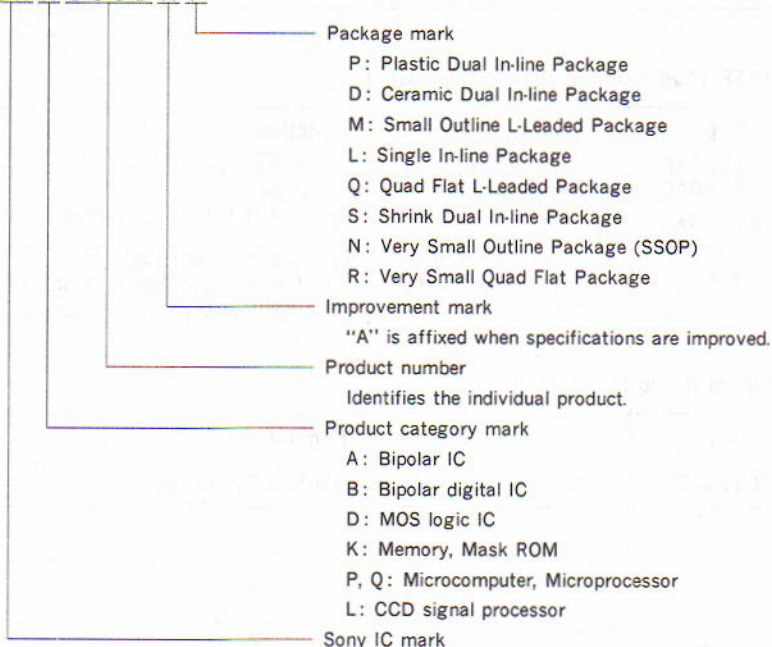 Package mark
P: Plastic Dual In-line Package
D: Ceramic Dual In-line Package
M: Small Outline L-Leaded Package
L: Single In-line Package
Q: Quad Flat L-Leaded Package
S: Shrink Dual In-line Package
N: Very Small Outline Package (SSOP)
R: Very Small Quad Flat Package
Improvement mark
"A" is affixed when specifications are improved.
Product number
Identifies the individual product.
Product category mark
A: Bipolar IC
B: Bipolar digital IC
D: MOS logic IC
K: Memory, Mask ROM
P, Q: Microcomputer, Microprocessor
L: CCD signal processor
Sony IC mark